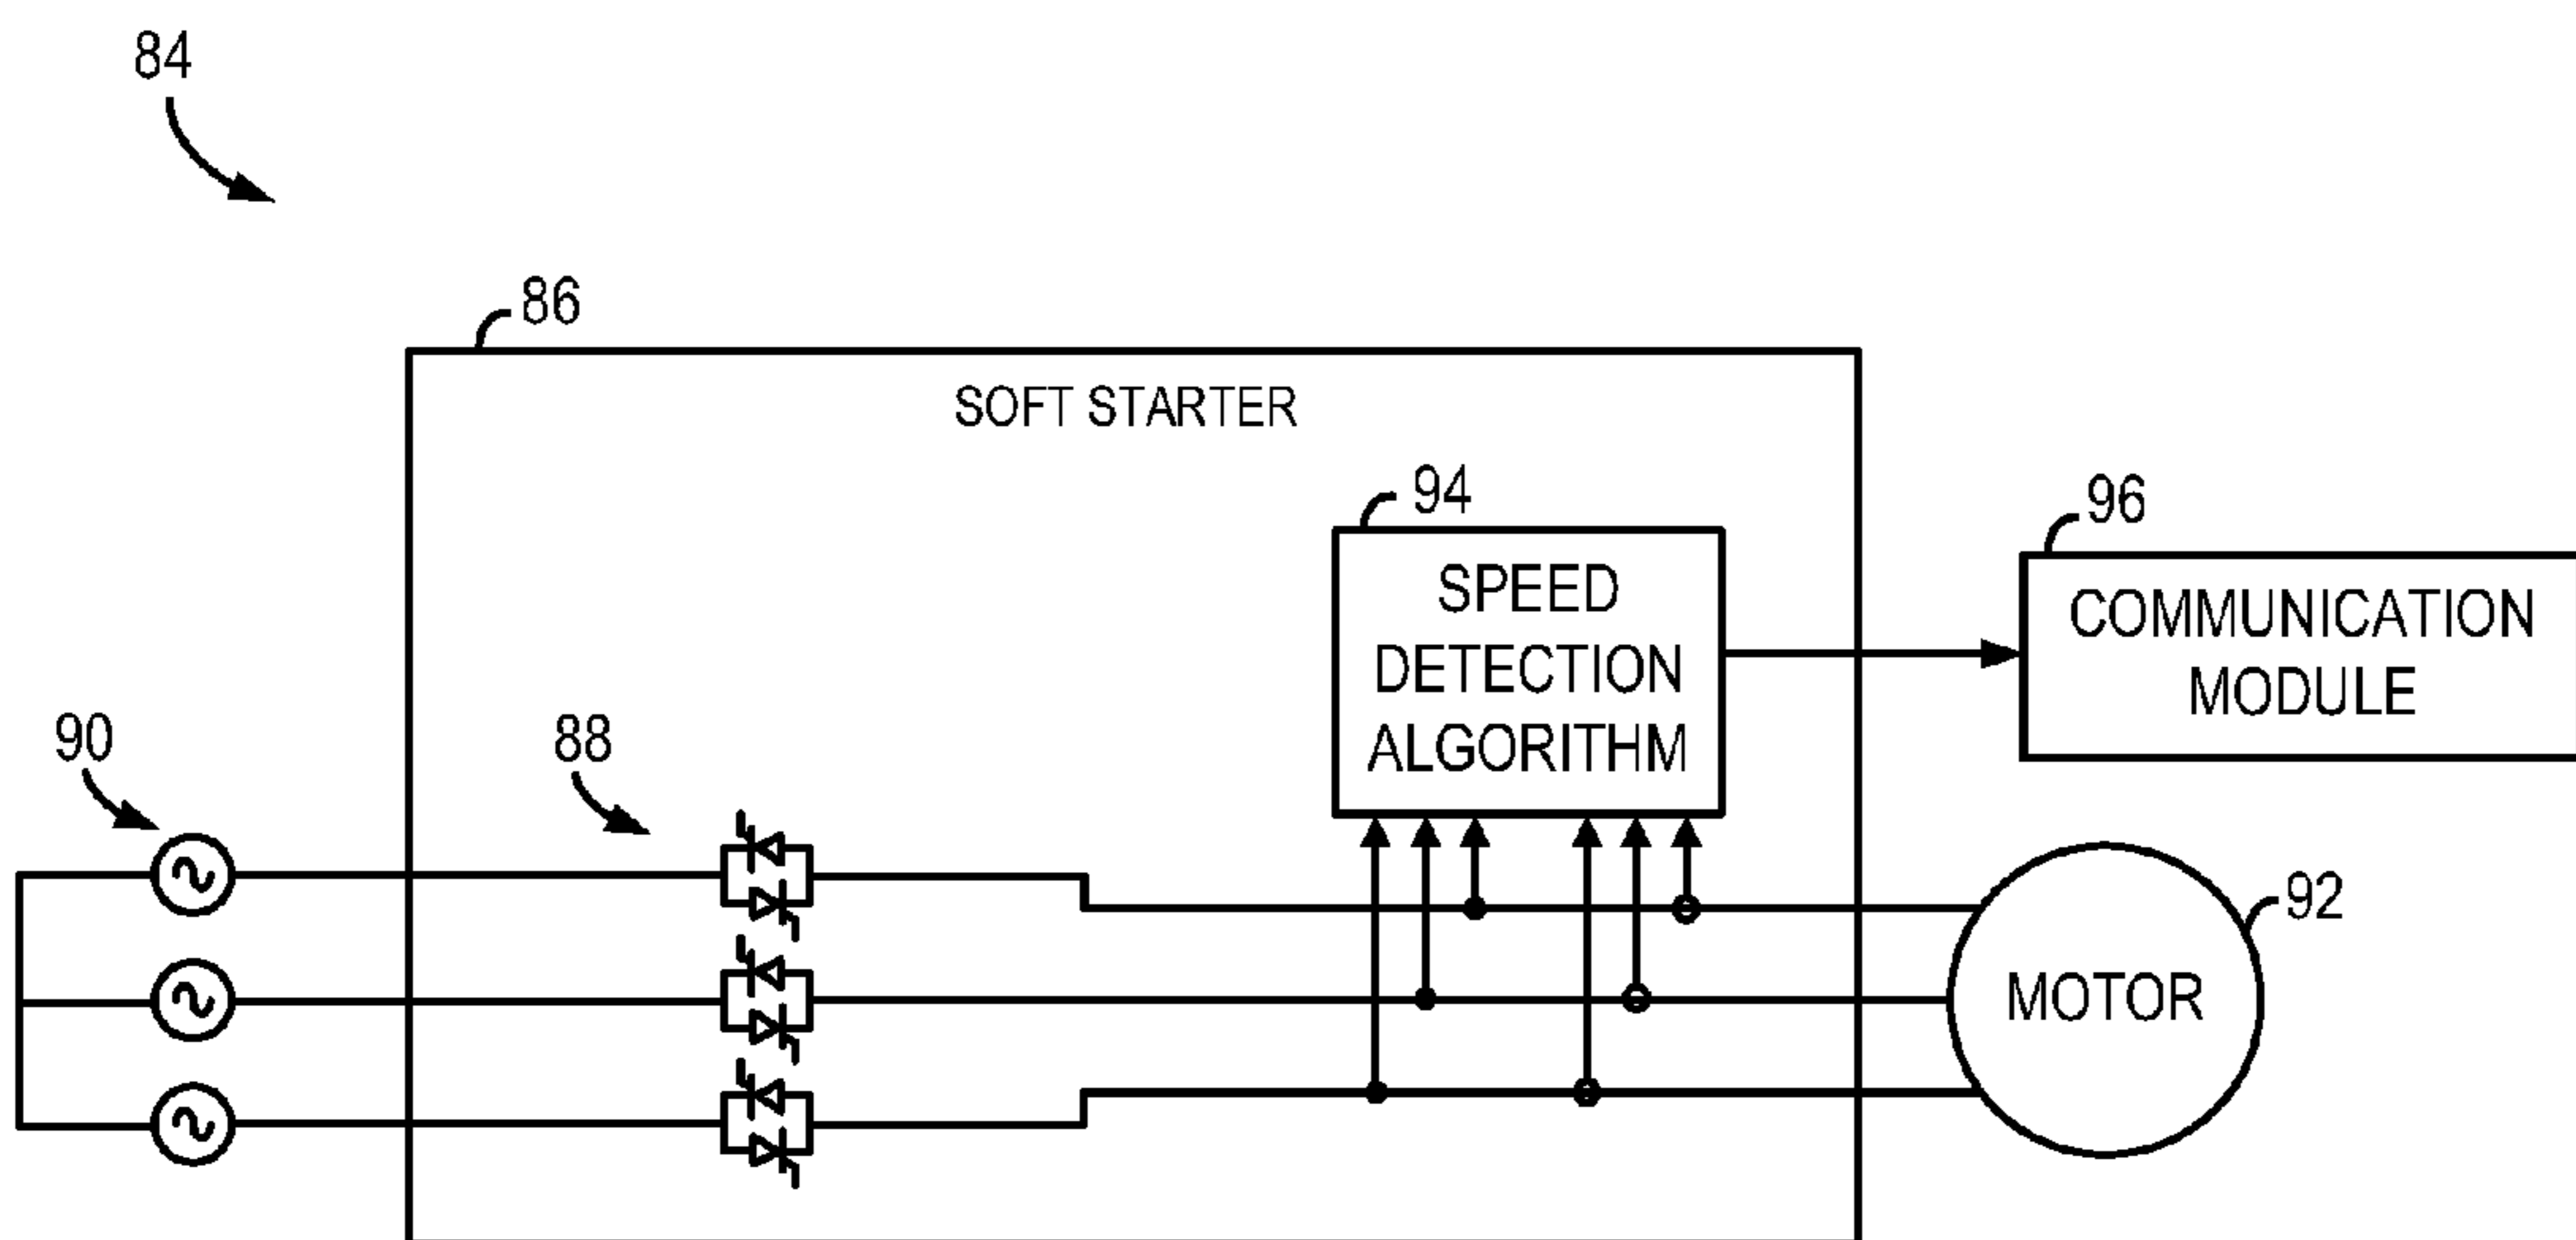 84
86
SOFT STARTER
94
96
SPEED
DETECTION
ALGORITHM
COMMUNICATION
MODULE
90
88
92
MOTOR